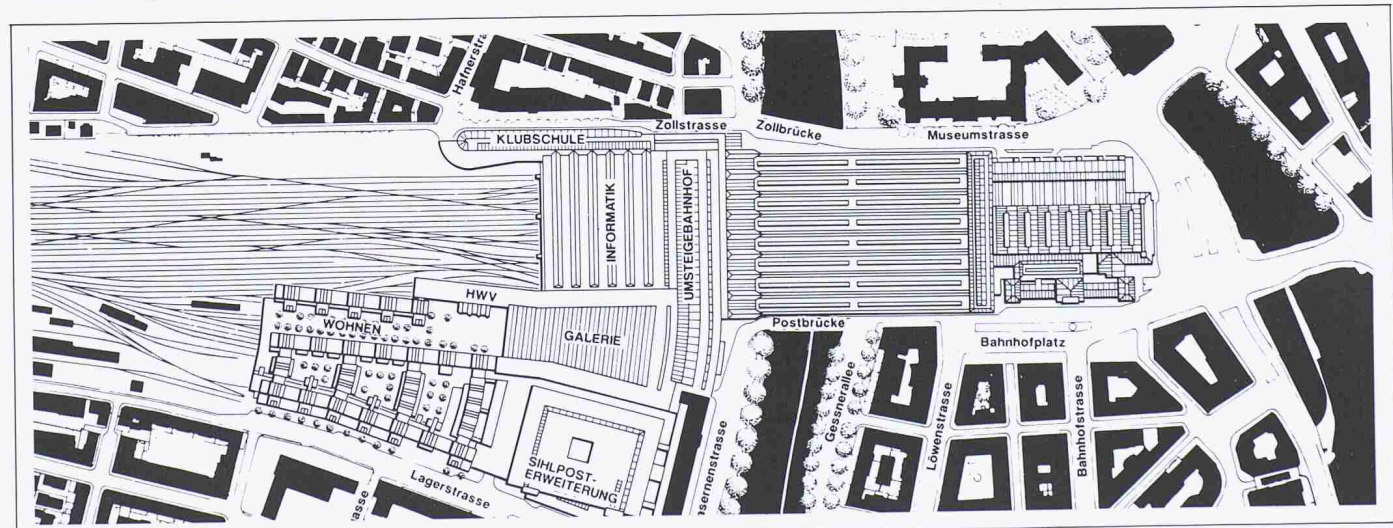 Hafnerstra
Zollstrasse
Zollbrücke
Museumstrasse
KLUBSCHULE
INFORMATIK
UMSTEIGEBAHNHOF
HWV
WOHNEN
GALERIE
Postbrücke
Bahnhofplatz
Gessnerallee
Löwenstrasse
Bahnhofstrasse
SIHLPOST-
ERWEITERUNG
Lagerstrasse
asernenstrasse
asse